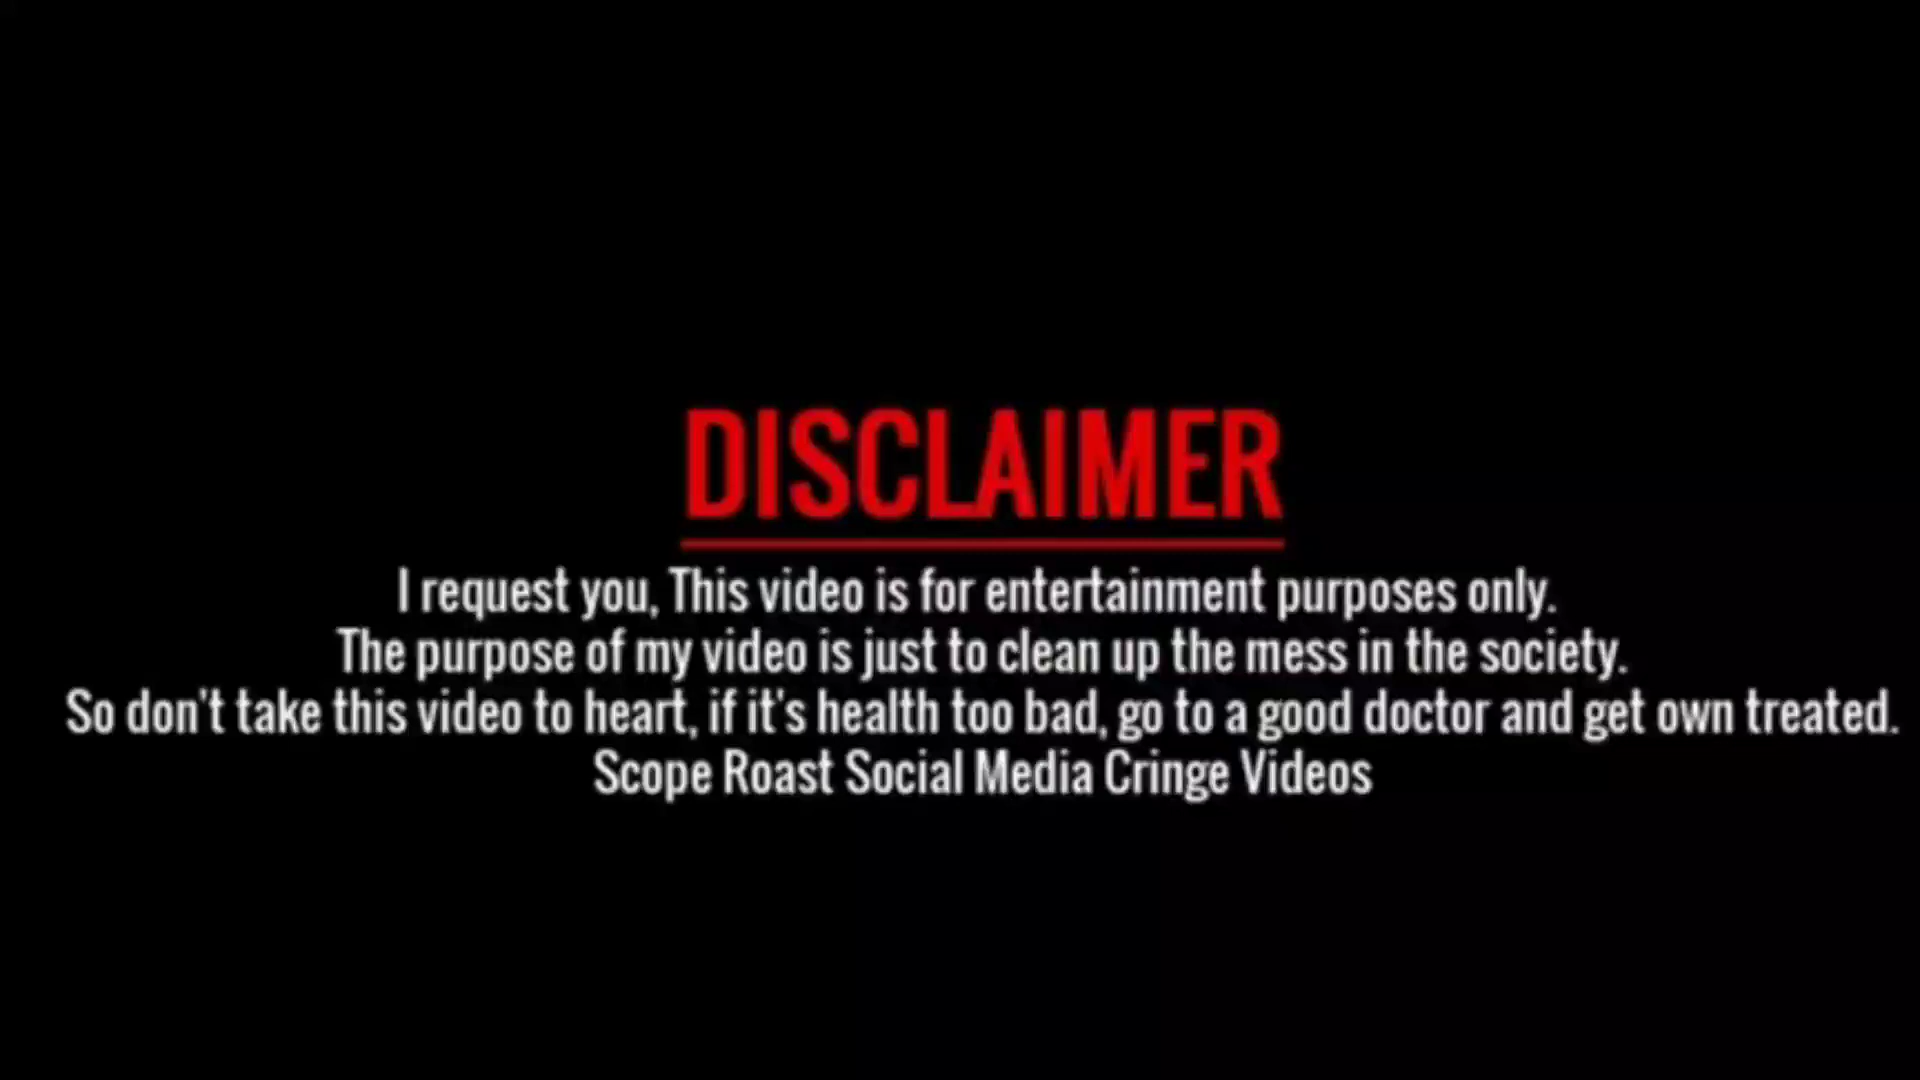 DISCLAIMER
I request you, This video is for entertainment purposes only.
The purpose of my video is just to clean up the mess in the society.
So don't take this video to heart, if it's health too bad, go to a good doctor and get own treated.
Scope Roast Social Media Cringe Videos